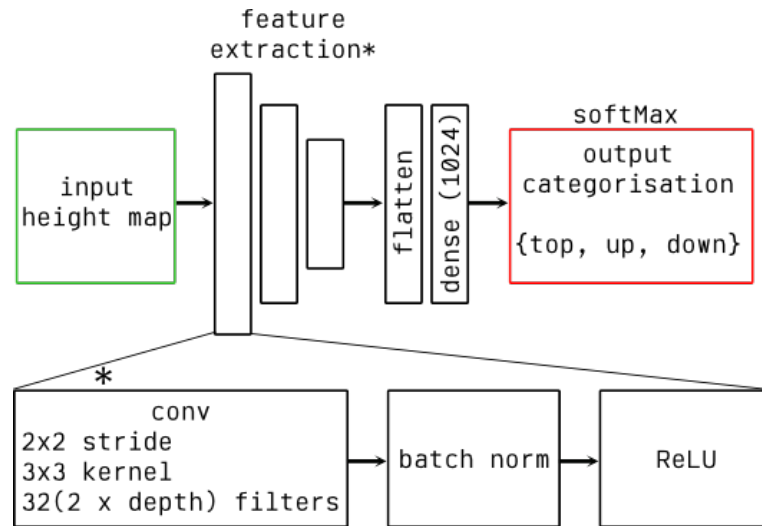 feature
extraction*
input
height map
flatten
dense (1024)
softMax
output
categorisation
{top, up, down}
*
conv
2x2 stride
3x3 kernel
32(2 x depth) filters
batch norm
ReLU